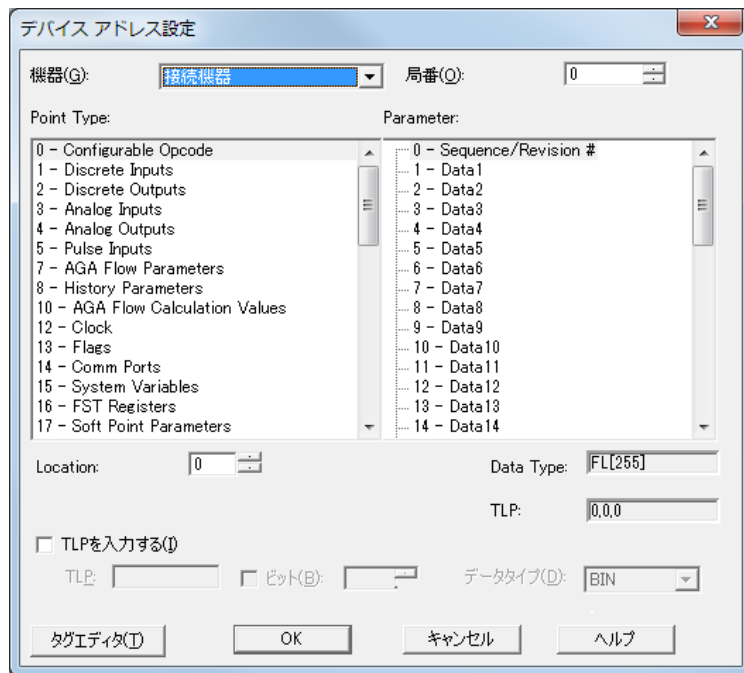 デバイス アドレス設定
機器(G): 接続機器 局番(O): 0
Point Type: Parameter:
0 - Configurable Opcode
1 - Discrete Inputs
2 - Discrete Outputs
3 - Analog Inputs
4 - Analog Outputs
5 - Pulse Inputs
7 - AGA Flow Parameters
8 - History Parameters
10 - AGA Flow Calculation Values
12 - Clock
13 - Flags
14 - Comm Ports
15 - System Variables
16 - FST Registers
17 - Soft Point Parameters
0 - Sequence/Revision #
1 - Data1
2 - Data2
3 - Data3
4 - Data4
5 - Data5
6 - Data6
7 - Data7
8 - Data8
9 - Data9
10 - Data10
11 - Data11
12 - Data12
13 - Data13
14 - Data14
Location: 0 Data Type: FL[255]
TLP: 0,0,0
TLPを入力する(I)
TLP: ビット(B): データタイプ(D): BIN
タグエディタ(T) OK キャンセル ヘルプ